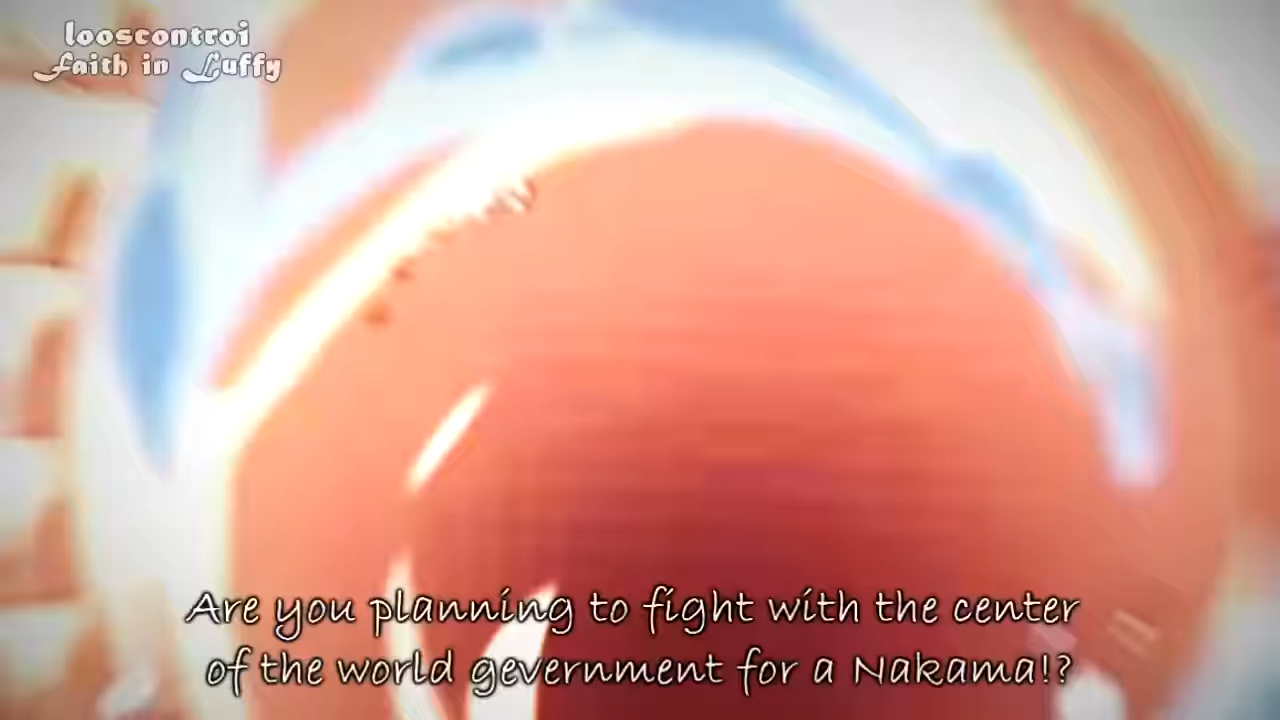 looscontroi
Faith in Luffy
Are you planning to fight with the center
of the world gevernment for a Nakama!?